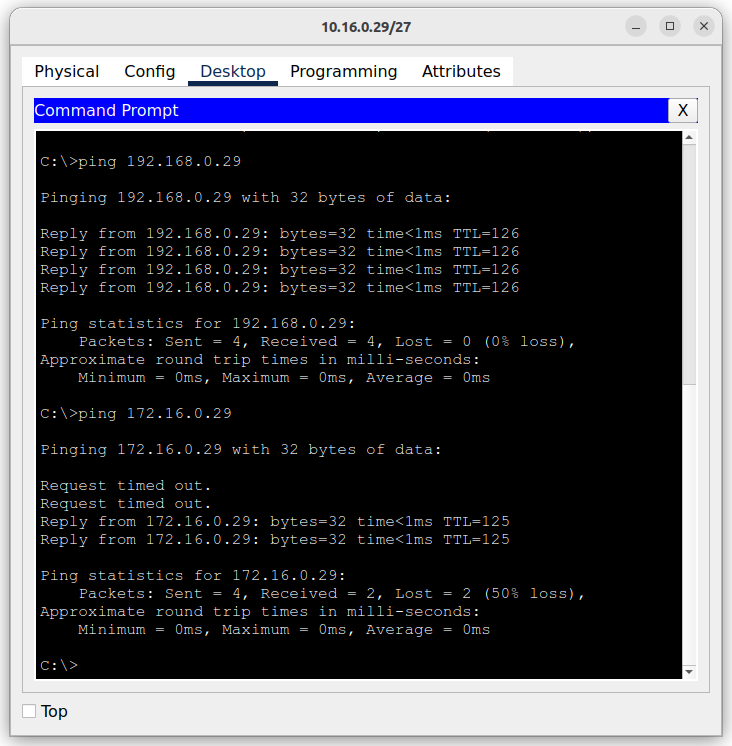 10.16.0.29/27
Physical Config Desktop Programming Attributes
Command Prompt X
C:\>ping 192.168.0.29
Pinging 192.168.0.29 with 32 bytes of data:
Reply from 192.168.0.29: bytes=32 time<1ms TTL=126
Reply from 192.168.0.29: bytes=32 time<1ms TTL=126
Reply from 192.168.0.29: bytes=32 time<1ms TTL=126
Reply from 192.168.0.29: bytes=32 time<1ms TTL=126
Ping statistics for 192.168.0.29:
Packets: Sent = 4, Received = 4, Lost = 0 (0% loss),
Approximate round trip times in milli-seconds:
Minimum = 0ms, Maximum = 0ms, Average = 0ms
C:\>ping 172.16.0.29
Pinging 172.16.0.29 with 32 bytes of data:
Request timed out.
Request timed out.
Reply from 172.16.0.29: bytes=32 time<1ms TTL=125
Reply from 172.16.0.29: bytes=32 time<1ms TTL=125
Ping statistics for 172.16.0.29:
Packets: Sent = 4, Received = 2, Lost = 2 (50% loss),
Approximate round trip times in milli-seconds:
Minimum = 0ms, Maximum = 0ms, Average = 0ms
C:\>
Top